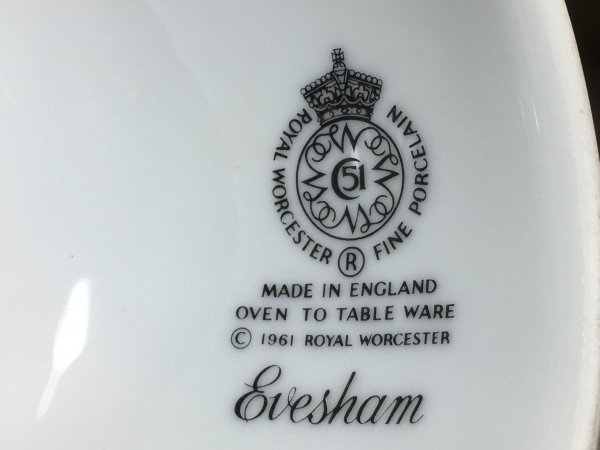 ROYAL WORCESTER ® FINE PORCELAIN
C 51
MADE IN ENGLAND
OVEN TO TABLE WARE
© 1961 ROYAL WORCESTER
Evesham